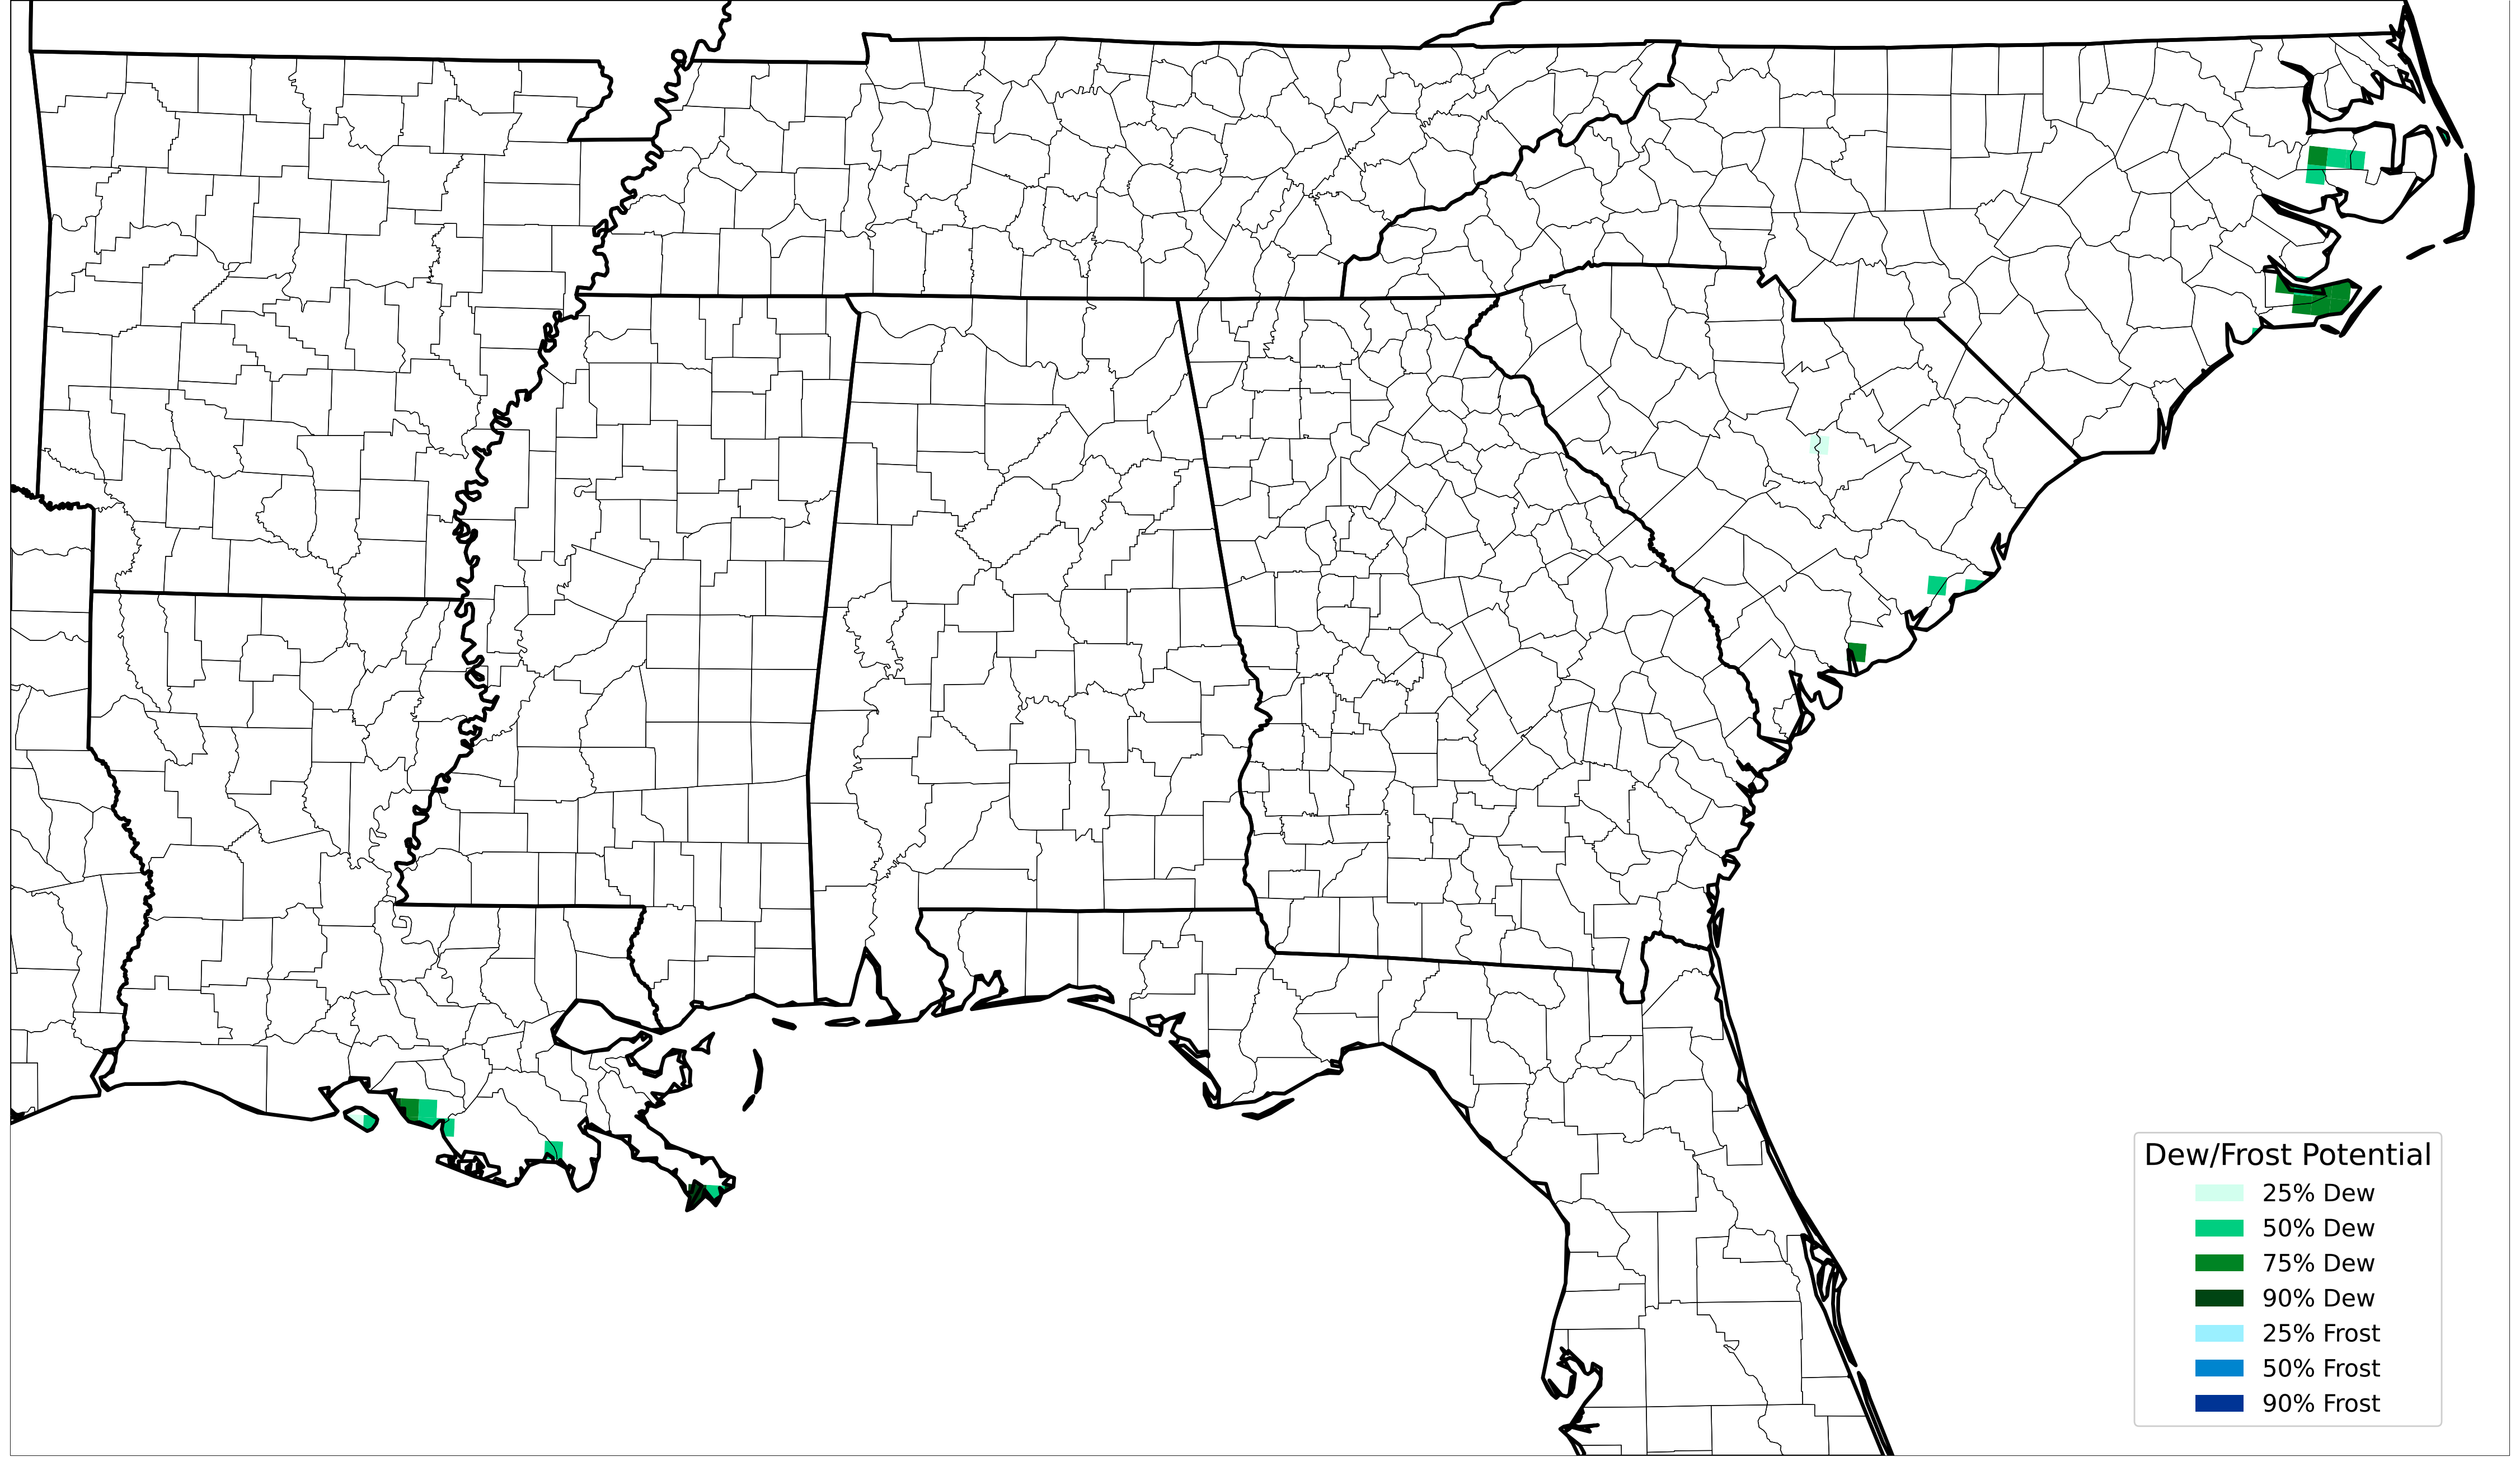 Dew/Frost Potential
25% Dew
50% Dew
75% Dew
90% Dew
25% Frost
50% Frost
90% Frost